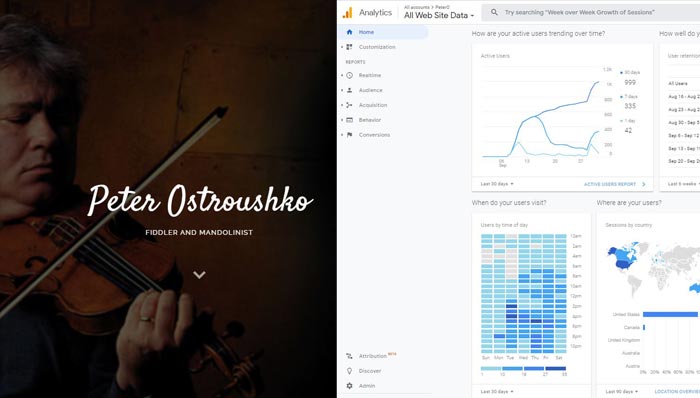 Peter Ostroushko
FIDDLER AND MANDOLINIST
Analytics
All accounts > PeterO
All Web Site Data
Try searching "Week over Week Growth of Sessions"
Home
Customization
REPORTS
Realtime
Audience
Acquisition
Behavior
Conversions
Attribution BETA
Discover
Admin
How are your active users trending over time?
Active Users
1.2K
1K
800
600
400
200
0
06
Sep
13
20
27
30 days
999
7 days
335
1 day
42
Last 30 days
ACTIVE USERS REPORT
How well do y
User retention
All Users
Aug 16 - Aug 
Aug 23 - Aug 
Aug 30 - Sep 
Sep 6 - Sep 
Sep 13 - Sep 
Sep 20 - Sep 
Last 6 weeks
When do your users visit?
Users by time of day
12am
2am
4am
6am
8am
10am
12pm
2pm
4pm
6pm
8pm
10pm
Sun Mon Tue Wed Thu Fri Sat
1 10 18 27 35
Last 30 days
Where are your users?
Sessions by country
United States
Canada
United Kingdom
Australia
Austria
0% 10% 20% 30% 40% 50% 60%
Last 90 days
LOCATION OVERVIE